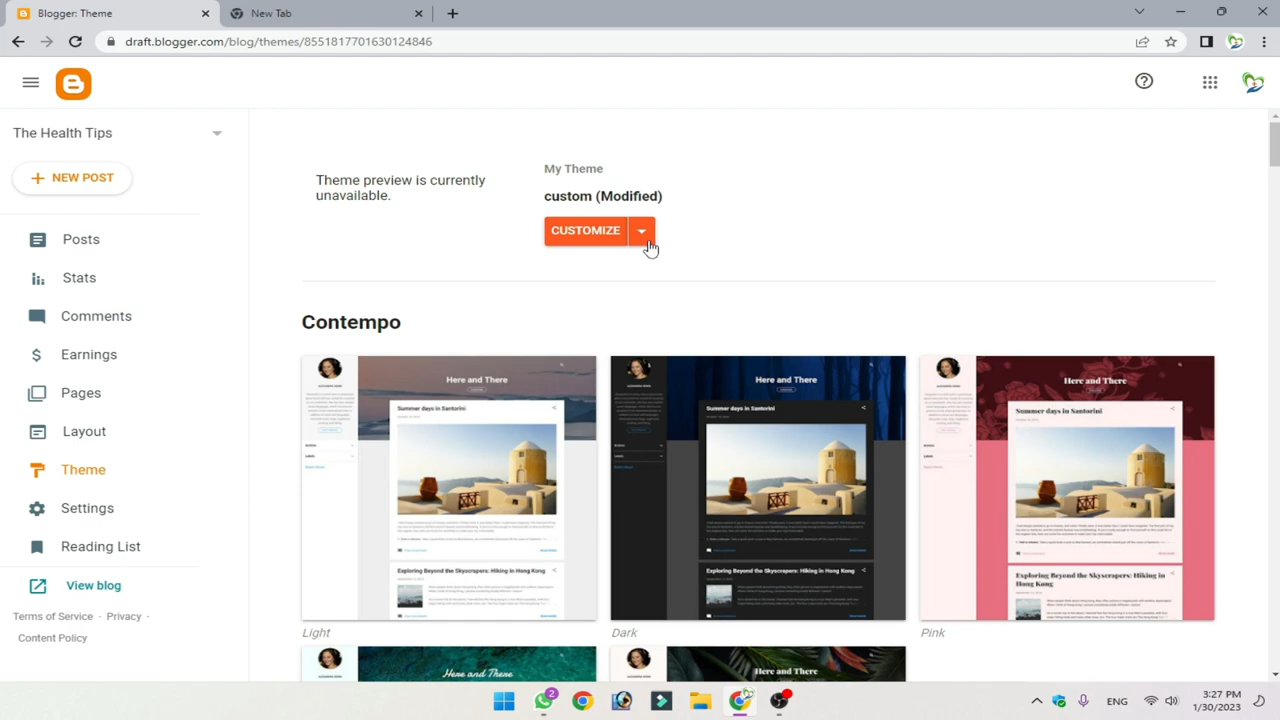 Blogger: Theme
New Tab
draft.blogger.com/blog/themes/8551817701630124846
The Health Tips
NEW POST
Posts
Stats
Comments
Earnings
Pages
Layout
Theme
Settings
Reading List
View blog
Terms of Service · Privacy ·
Content Policy
Theme preview is currently
unavailable.
My Theme
custom (Modified)
CUSTOMIZE
Contempo
Here and There
Summer days in Santorini
Exploring Beyond the Skyscrapers: Hiking in Hong Kong
Light
Here and There
Summer days in Santorini
Exploring Beyond the Skyscrapers: Hiking in Hong Kong
Dark
Here and There
Summer days in Santorini
Exploring Beyond the Skyscrapers: Hiking in
Hong Kong
Pink
Here and There
Here and There
2
ENG
3:27 PM
1/30/2023